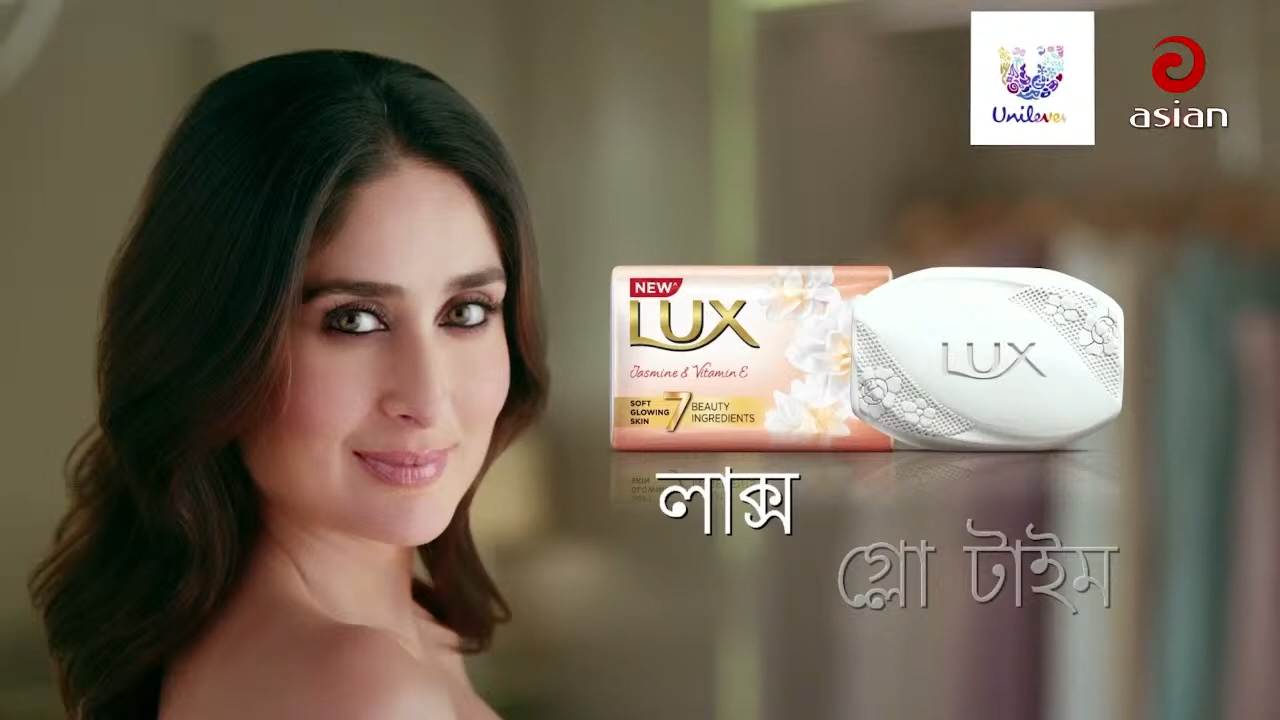 Unilever
asian
NEW^
LUX
Jasmine & Vitamin E
SOFT
GLOWING
SKIN
7
BEAUTY
INGREDIENTS
LUX
লাক্স
গ্লো টাইম